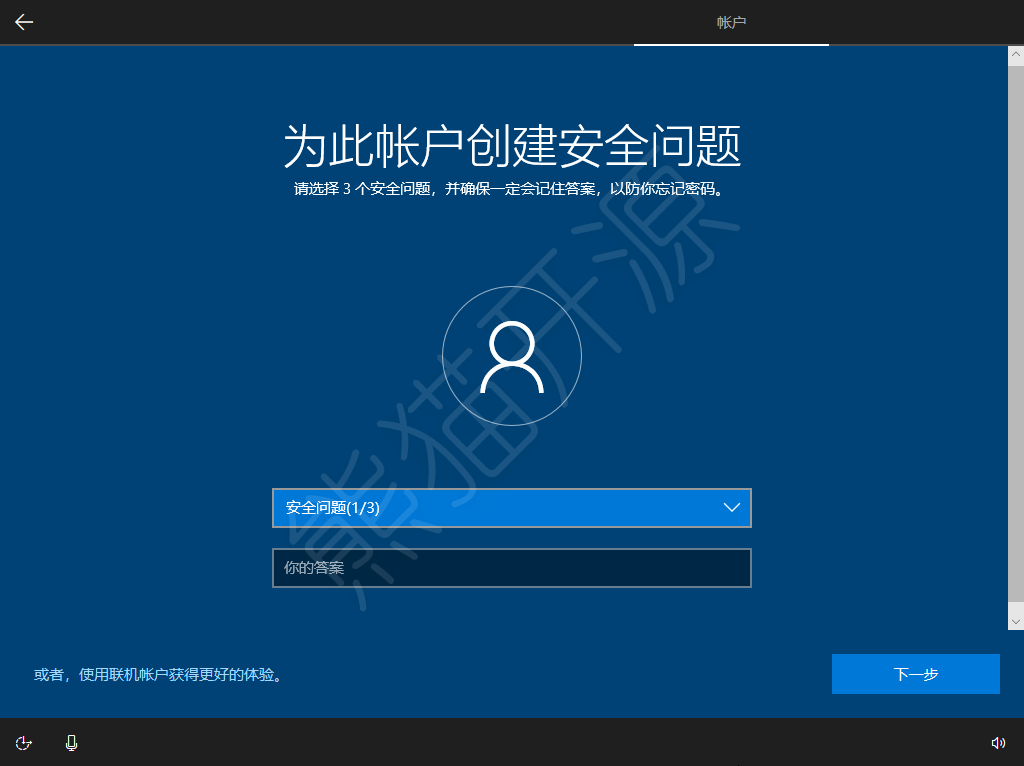 帐户
为此帐户创建安全问题
请选择 3 个安全问题，并确保一定会记住答案，以防你忘记密码。
熊猫开源
安全问题(1/3)
你的答案
或者，使用联机帐户获得更好的体验。
下一步